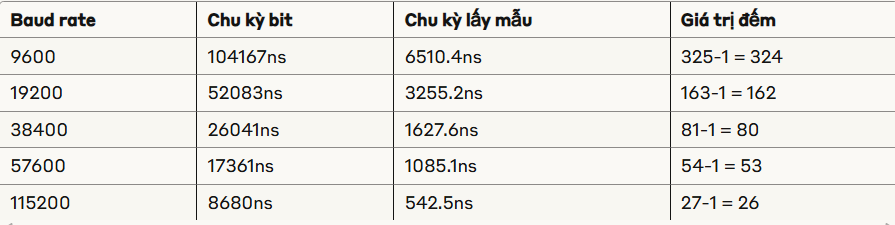 Baud rate Chu kỳ bit Chu kỳ lấy mẫu Giá trị đếm
9600 104167ns 6510.4ns 325-1 = 324
19200 52083ns 3255.2ns 163-1 = 162
38400 26041ns 1627.6ns 81-1 = 80
57600 17361ns 1085.1ns 54-1 = 53
115200 8680ns 542.5ns 27-1 = 26